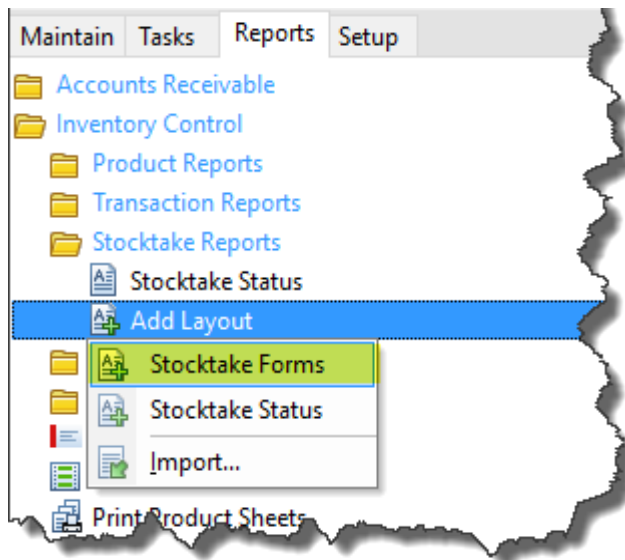 Maintain Tasks Reports Setup
Accounts Receivable
Inventory Control
Product Reports
Transaction Reports
Stocktake Reports
Stocktake Status
Add Layout
Stocktake Forms
Stocktake Status
Import...
Print Product Sheets